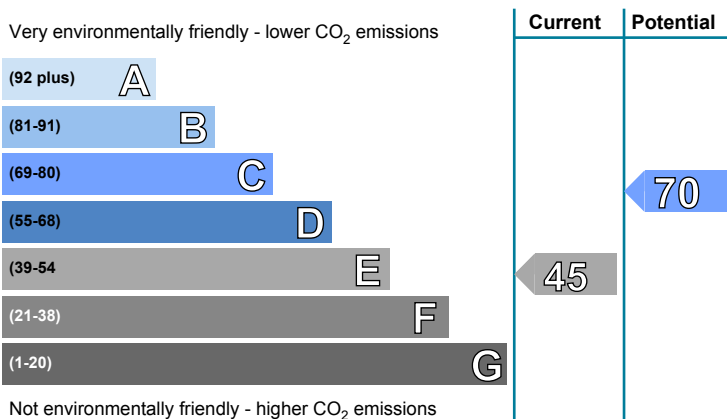 Current Potential
Very environmentally friendly - lower CO2 emissions
(92 plus) A
(81-91) B
(69-80) C
70
(55-68) D
(39-54 E
45
(21-38) F
(1-20) G
Not environmentally friendly - higher CO2 emissions